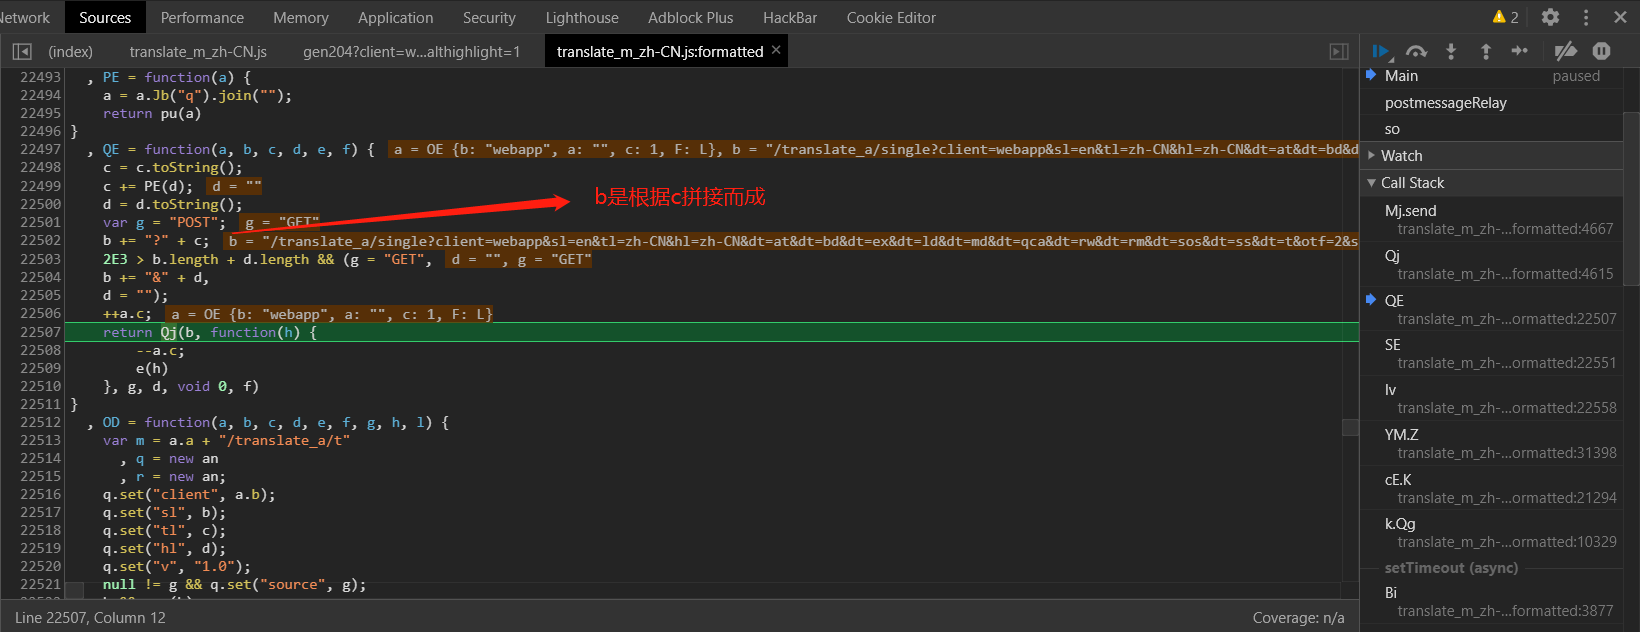 Network Sources Performance Memory Application Security Lighthouse Adblock Plus HackBar Cookie Editor 2
(index) translate_m_zh-CN.js gen204?client=w...althighlight=1 translate_m_zh-CN.js:formatted
22493 , PE = function(a) {
22494 a = a.Jb("q").join("");
22495 return pu(a)
22496 }
22497 , QE = function(a, b, c, d, e, f) { a = OE {b: "webapp", a: "", c: 1, F: L}, b = "/translate_a/single?client=webapp&sl=en&tl=zh-CN&hl=zh-CN&dt=at&dt=bd&d
22498 c = c.toString();
22499 c += PE(d); d = ""
22500 d = d.toString();
b是根据c拼接而成
22501 var g = "POST"; g = "GET"
22502 b += "?" + c; b = "/translate_a/single?client=webapp&sl=en&tl=zh-CN&hl=zh-CN&dt=at&dt=bd&dt=ex&dt=ld&dt=md&dt=qca&dt=rw&dt=rm&dt=sos&dt=ss&dt=t&otf=2&s
22503 2E3 > b.length + d.length && (g = "GET", d = "", g = "GET"
22504 b += "&" + d,
22505 d = "");
22506 ++a.c; a = OE {b: "webapp", a: "", c: 1, F: L}
22507 return Qj(b, function(h) {
22508 --a.c;
22509 e(h)
22510 }, g, d, void 0, f)
22511 }
22512 , OD = function(a, b, c, d, e, f, g, h, l) {
22513 var m = a.a + "/translate_a/t"
22514 , q = new an
22515 , r = new an;
22516 q.set("client", a.b);
22517 q.set("sl", b);
22518 q.set("tl", c);
22519 q.set("hl", d);
22520 q.set("v", "1.0");
22521 null != g && q.set("source", g);
Line 22507, Column 12 Coverage: n/a
Main paused
postmessageRelay
so
Watch
Call Stack
Mj.send
translate_m_zh-...formatted:4667
Qj
translate_m_zh-...formatted:4615
QE
translate_m_zh-...ormatted:22507
SE
translate_m_zh-...ormatted:22551
lv
translate_m_zh-...ormatted:22558
YM.Z
translate_m_zh-...ormatted:31398
cE.K
translate_m_zh-...ormatted:21294
k.Qg
translate_m_zh-...ormatted:10329
setTimeout (async)
Bi
translate_m_zh-...formatted:3877